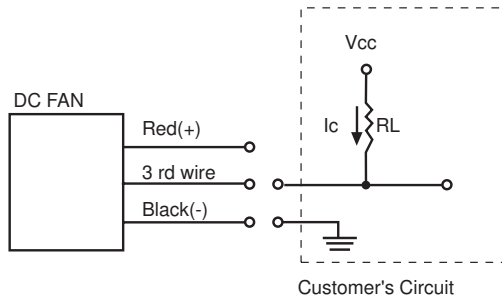 Vcc
DC FAN
Red(+)
Ic
RL
3 rd wire
Black(-)
Customer's Circuit